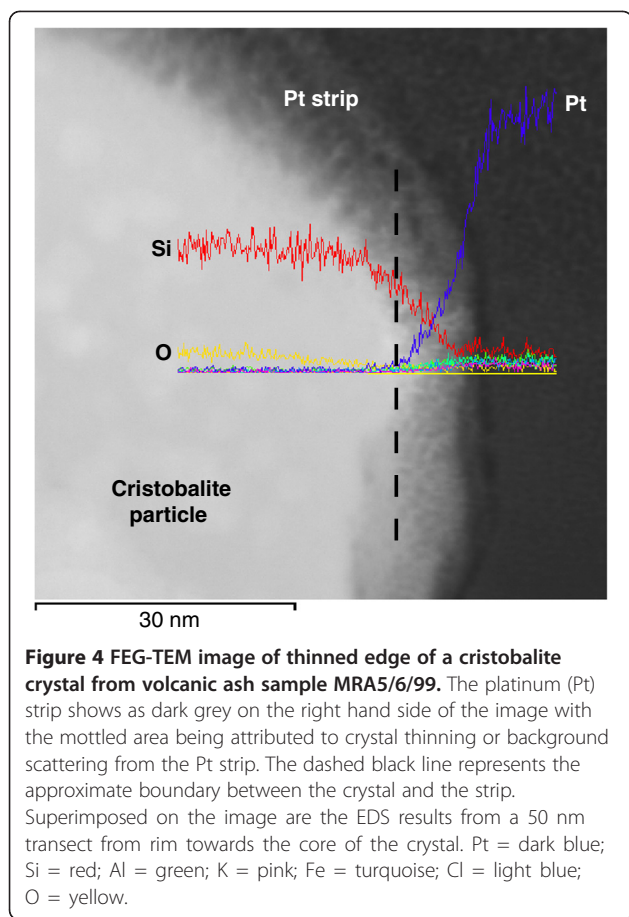 Pt strip
Pt
Si
O
Cristobalite
particle
30 nm
Figure 4 FEG-TEM image of thinned edge of a cristobalite
crystal from volcanic ash sample MRA5/6/99. The platinum (Pt)
strip shows as dark grey on the right hand side of the image with
the mottled area being attributed to crystal thinning or background
scattering from the Pt strip. The dashed black line represents the
approximate boundary between the crystal and the strip.
Superimposed on the image are the EDS results from a 50 nm
transect from rim towards the core of the crystal. Pt = dark blue;
Si = red; Al = green; K = pink; Fe = turquoise; Cl = light blue;
O = yellow.